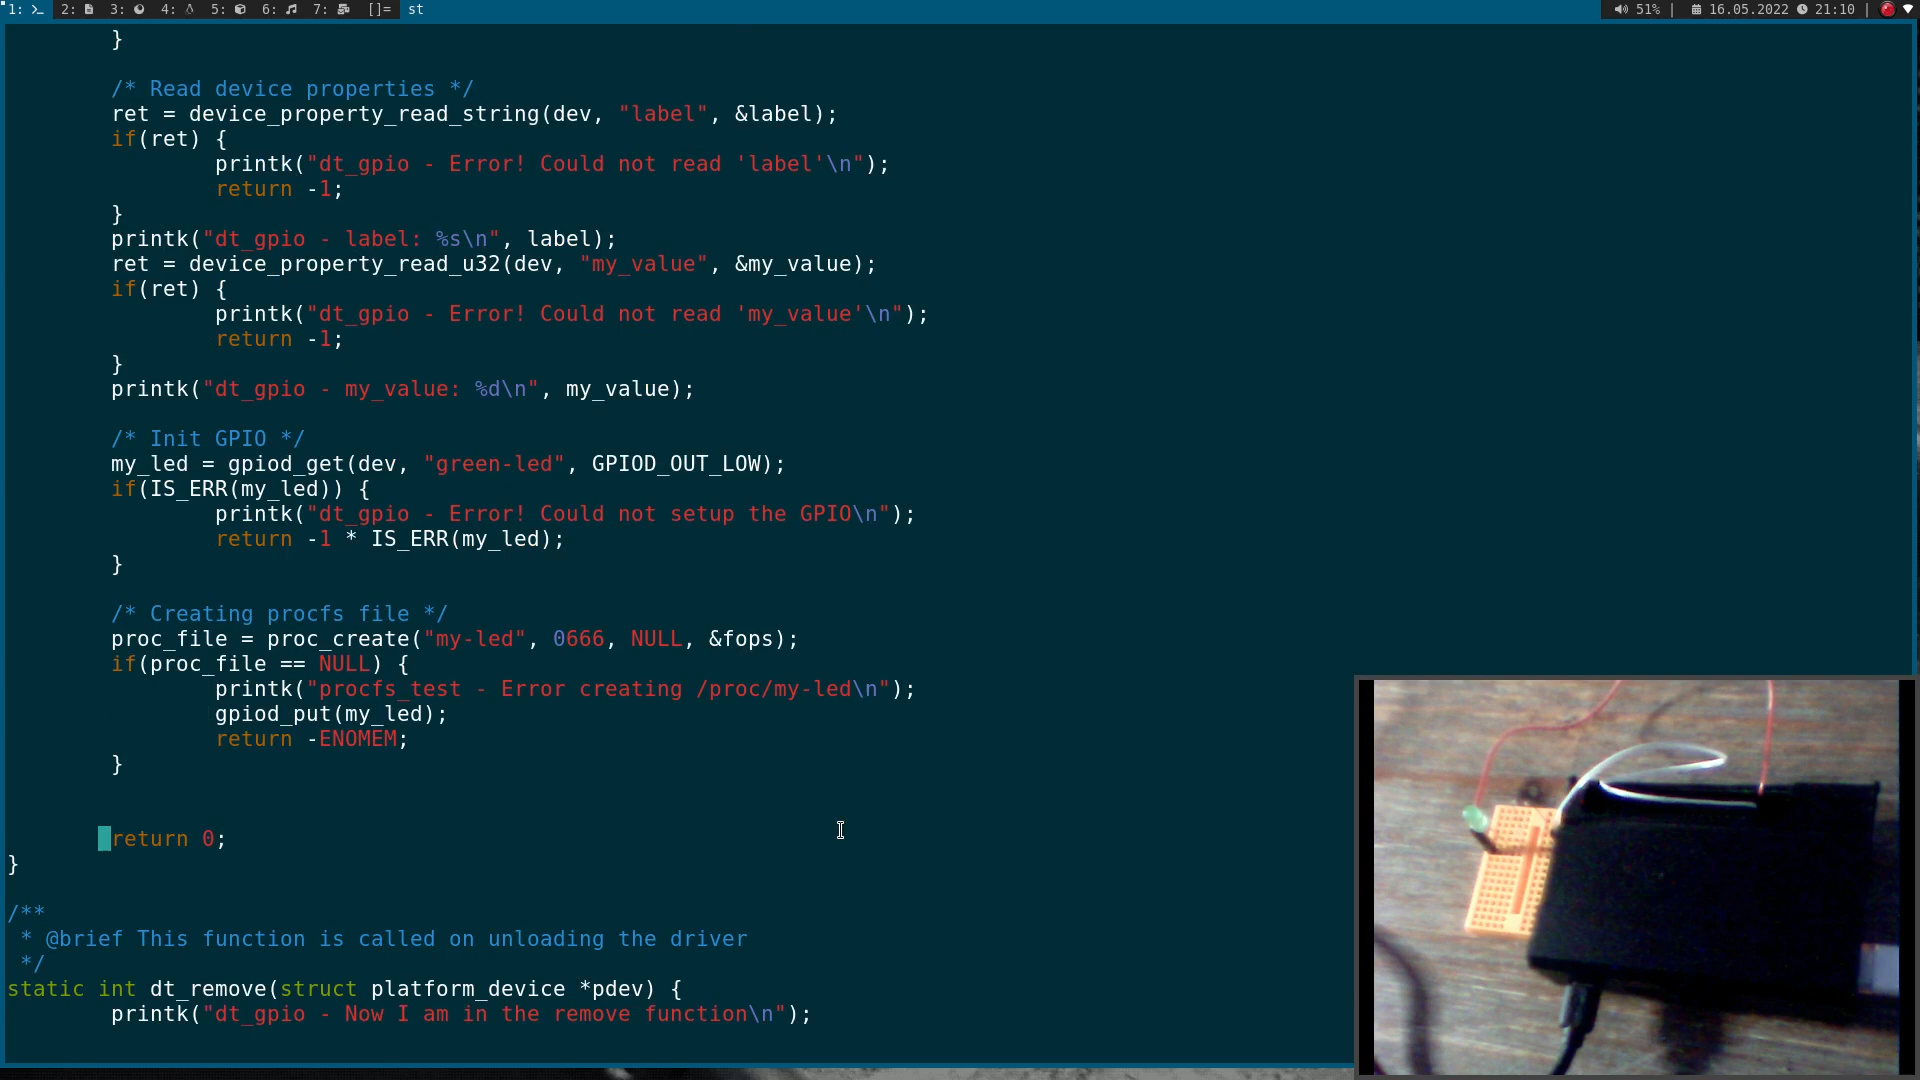 1: 2: 3: 4: 5: 6: 7: []= st 51% | 16.05.2022 21:10 |
}
/* Read device properties */
ret = device_property_read_string(dev, "label", &label);
if(ret) {
printk("dt_gpio - Error! Could not read 'label'\n");
return -1;
}
printk("dt_gpio - label: %s\n", label);
ret = device_property_read_u32(dev, "my_value", &my_value);
if(ret) {
printk("dt_gpio - Error! Could not read 'my_value'\n");
return -1;
}
printk("dt_gpio - my_value: %d\n", my_value);
/* Init GPIO */
my_led = gpiod_get(dev, "green-led", GPIOD_OUT_LOW);
if(IS_ERR(my_led)) {
printk("dt_gpio - Error! Could not setup the GPIO\n");
return -1 * IS_ERR(my_led);
}
/* Creating procfs file */
proc_file = proc_create("my-led", 0666, NULL, &fops);
if(proc_file == NULL) {
printk("procfs_test - Error creating /proc/my-led\n");
gpiod_put(my_led);
return -ENOMEM;
}
return 0;
}
/**
* @brief This function is called on unloading the driver
*/
static int dt_remove(struct platform_device *pdev) {
printk("dt_gpio - Now I am in the remove function\n");